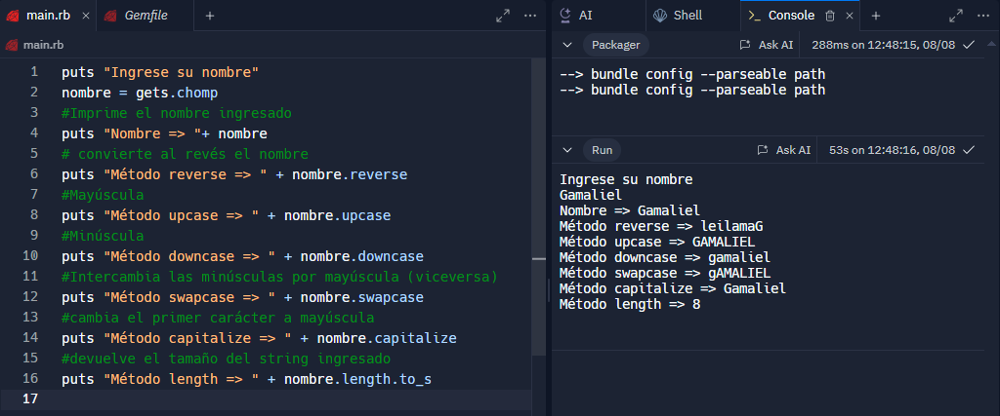 main.rb
Gemfile
main.rb
1 puts "Ingrese su nombre"
2 nombre = gets.chomp
3 #Imprime el nombre ingresado
4 puts "Nombre => "+ nombre
5 # convierte al revés el nombre
6 puts "Método reverse => " + nombre.reverse
7 #Mayúscula
8 puts "Método upcase => " + nombre.upcase
9 #Minúscula
10 puts "Método downcase => " + nombre.downcase
11 #Intercambia las minúsculas por mayúscula (viceversa)
12 puts "Método swapcase => " + nombre.swapcase
13 #cambia el primer carácter a mayúscula
14 puts "Método capitalize => " + nombre.capitalize
15 #devuelve el tamaño del string ingresado
16 puts "Método length => " + nombre.length.to_s
17
AI
Shell
Console
Packager Ask AI 288ms on 12:48:15, 08/08
--> bundle config --parseable path
--> bundle config --parseable path
Run Ask AI 53s on 12:48:16, 08/08
Ingrese su nombre
Gamaliel
Nombre => Gamaliel
Método reverse => leilamaG
Método upcase => GAMALIEL
Método downcase => gamaliel
Método swapcase => gAMALIEL
Método capitalize => Gamaliel
Método length => 8